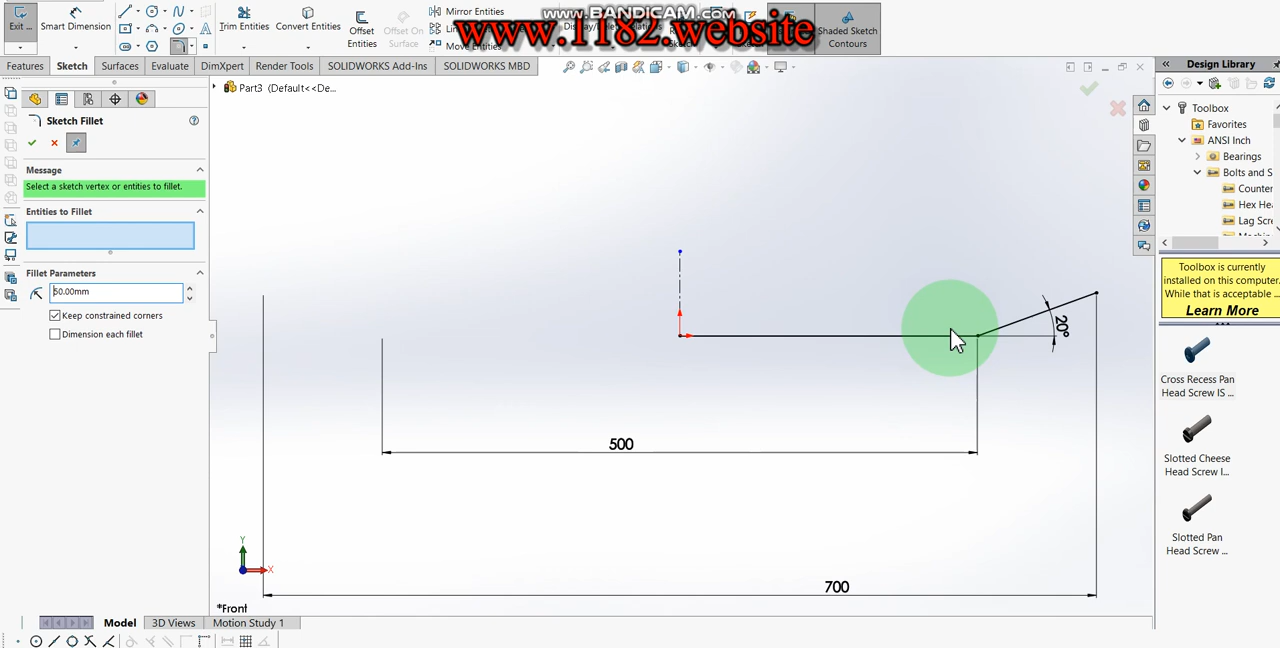 www.BANDICAM.com
www.1182.website
Exit ...
Smart Dimension
Trim Entities
Convert Entities
Offset
Entities
Offset On
Surface
Mirror Entities
Move Entities
Shaded Sketch
Contours
Features
Sketch
Surfaces
Evaluate
DimXpert
Render Tools
SOLIDWORKS Add-Ins
SOLIDWORKS MBD
Part3 (Default<<De...
Sketch Fillet
Message
Select a sketch vertex or entities to fillet.
Entities to Fillet
Fillet Parameters
50.00mm
Keep constrained corners
Dimension each fillet
20°
500
700
Y
X
*Front
Model
3D Views
Motion Study 1
Design Library
Toolbox
Favorites
ANSI Inch
Bearings
Bolts and S
Counter
Hex He
Lag Scre
Toolbox is currently
installed on this computer.
While that is acceptable ...
Learn More
Cross Recess Pan
Head Screw IS ...
Slotted Cheese
Head Screw I...
Slotted Pan
Head Screw ...